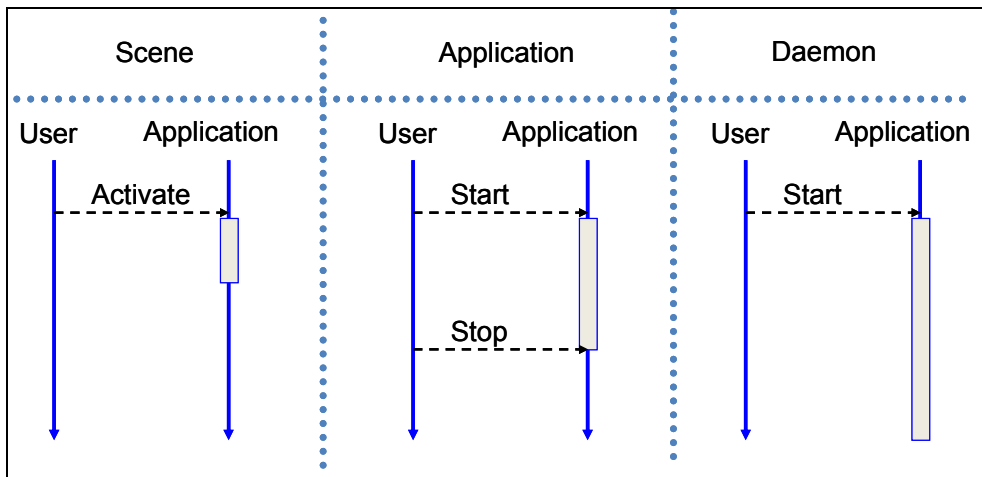 Scene Application Daemon
User Application User Application User Application
Activate Start Start
Stop